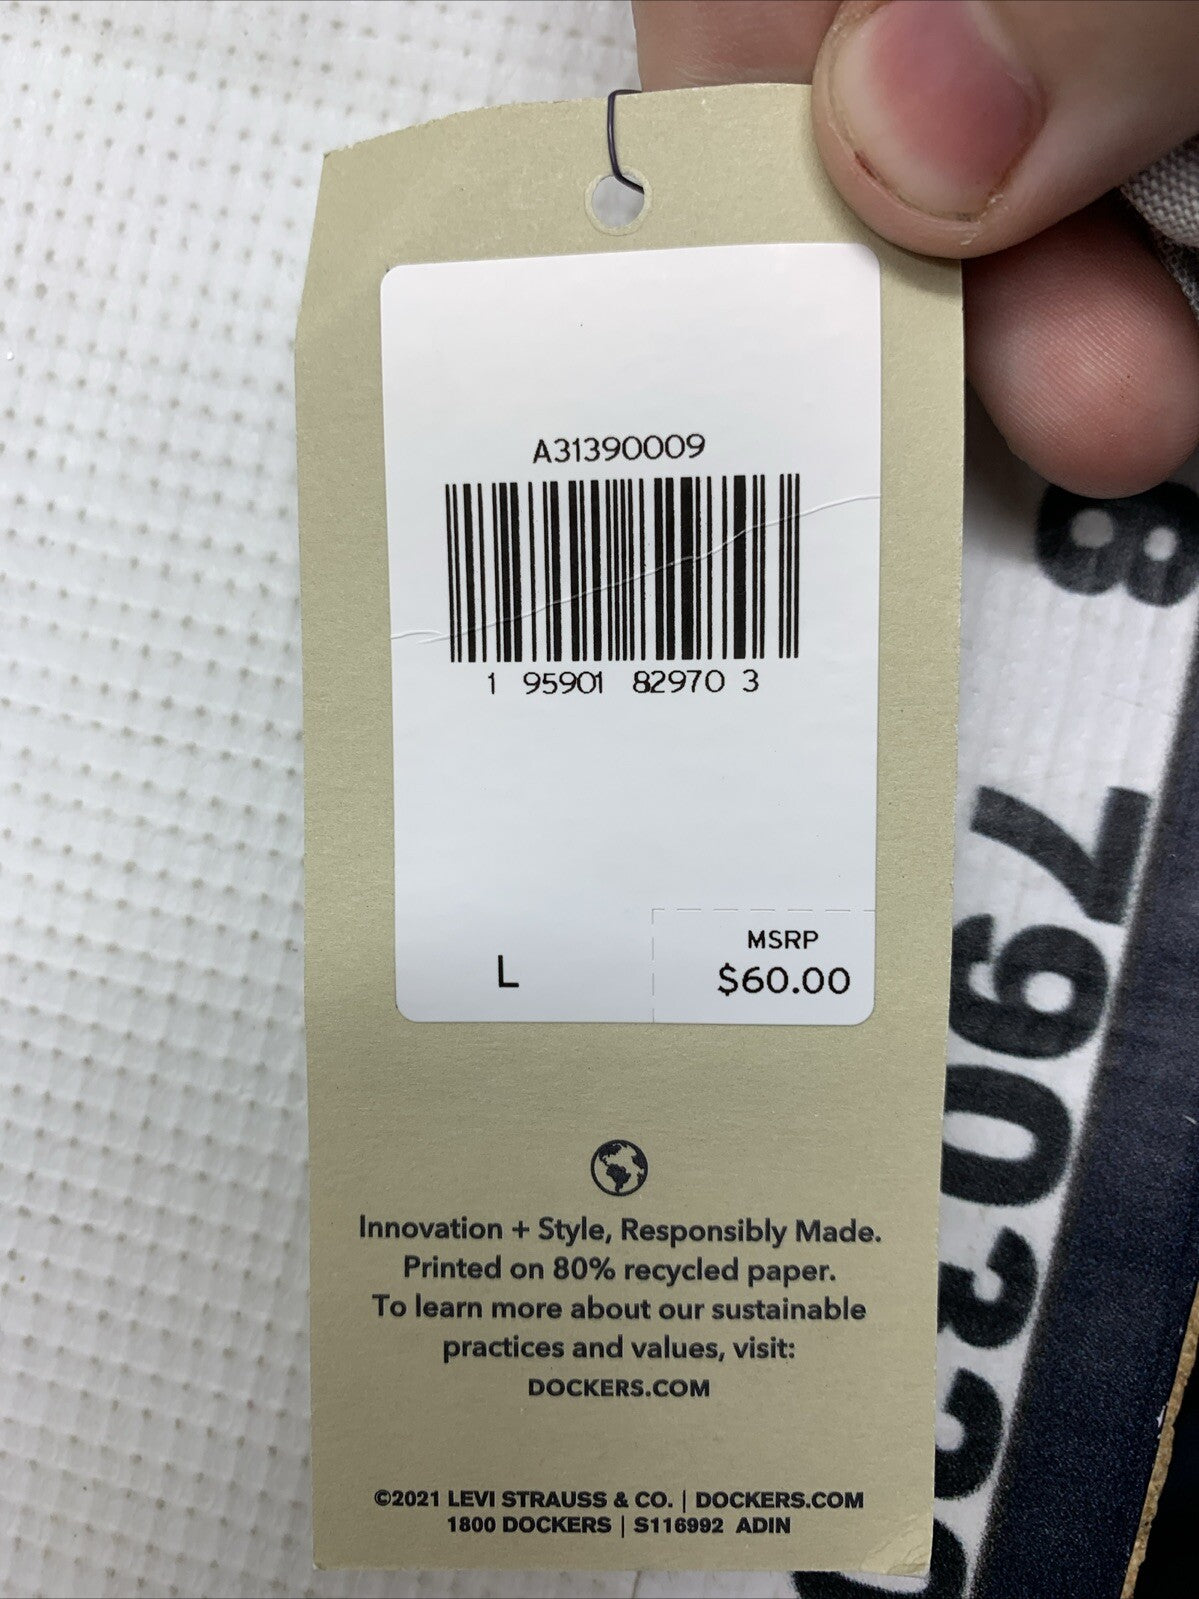 A31390009
1 95901 82970 3
L
MSRP
$60.00
Innovation + Style, Responsibly Made.
Printed on 80% recycled paper.
To learn more about our sustainable
practices and values, visit:
DOCKERS.COM
©2021 LEVI STRAUSS & CO. | DOCKERS.COM
1800 DOCKERS | S116992 ADIN